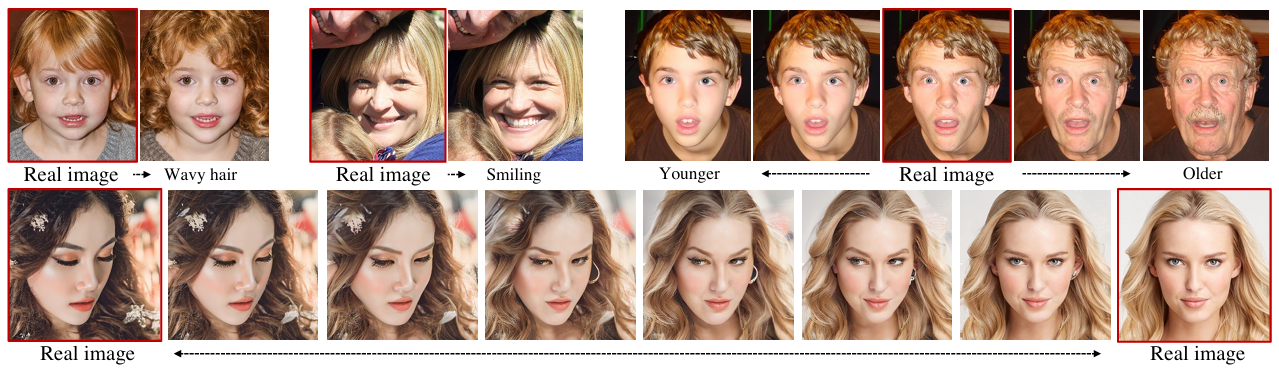 Real image Wavy hair
Real image Smiling
Younger Real image Older
Real image Real image